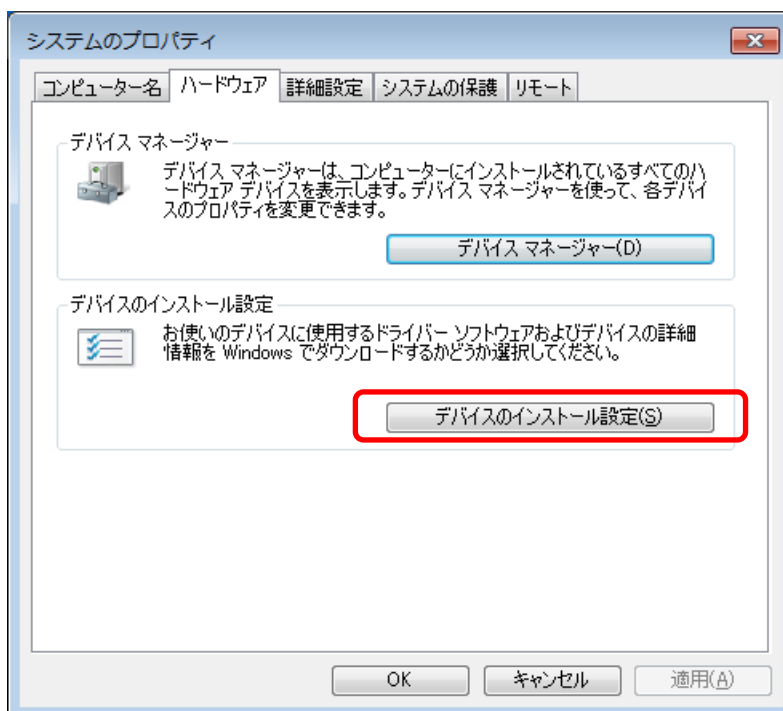 システムのプロパティ
コンピューター名 ハードウェア 詳細設定 システムの保護 リモート
デバイス マネージャー
デバイス マネージャーは、コンピューターにインストールされているすべてのハ
ードウェア デバイスを表示します。デバイス マネージャーを使って、各デバイ
スのプロパティを変更できます。
デバイス マネージャー(D)
デバイスのインストール設定
お使いのデバイスに使用するドライバー ソフトウェアおよびデバイスの詳細
情報を Windows でダウンロードするかどうか選択してください。
デバイスのインストール設定(S)
OK キャンセル 適用(A)